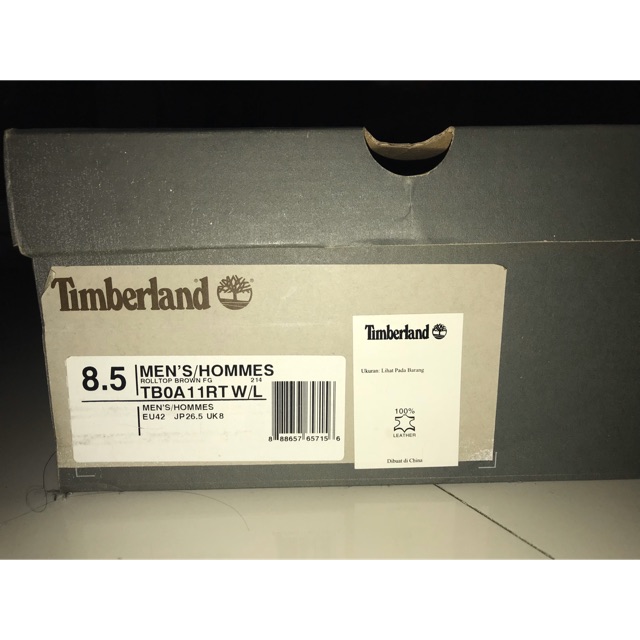 Timberland
8.5
MEN'S/HOMMES
ROLLTOP BROWN FG 214
TB0A11RT W/L
MEN'S/HOMMES
EU42 JP26.5 UK8
8 88657 65715 6
Timberland
Ukuran: Lihat Pada Barang
100%
LEATHER
Dibuat di China